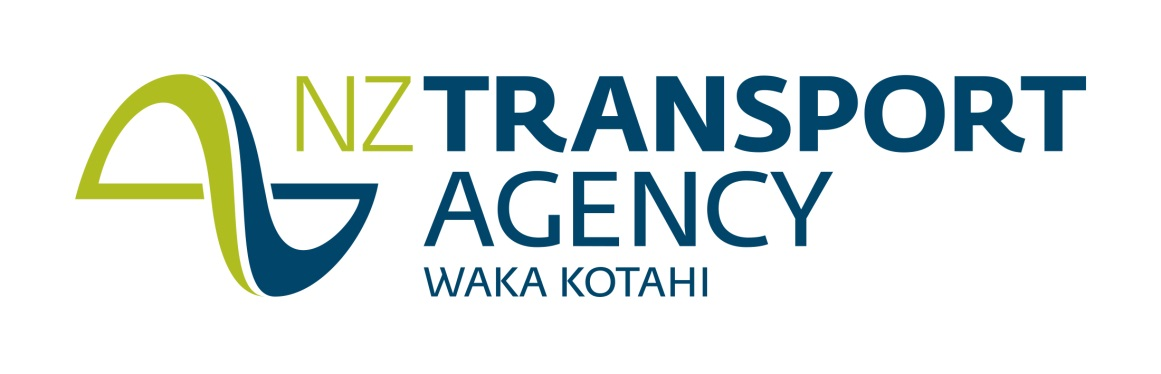 NZ TRANSPORT
AGENCY
WAKA KOTAHI